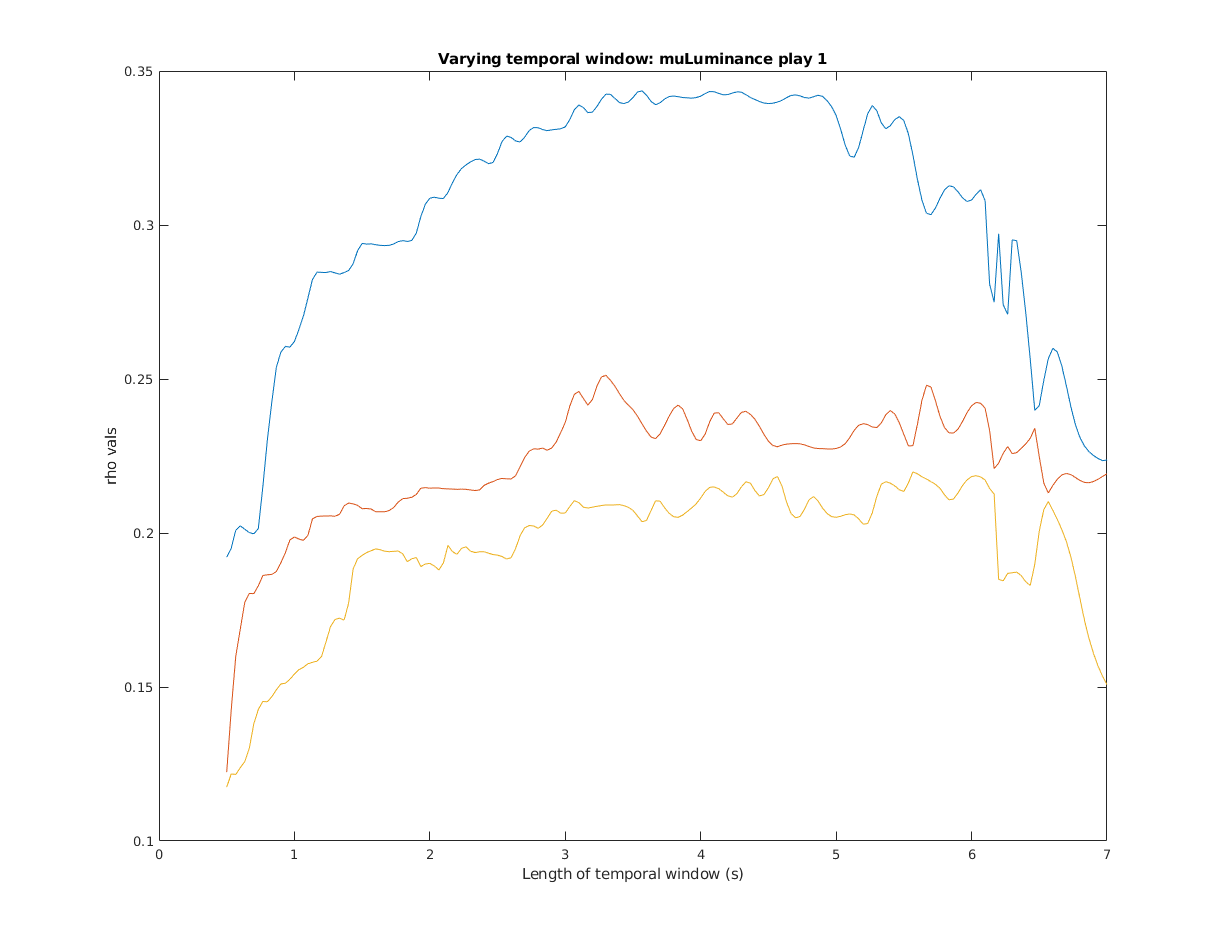 Varying temporal window: muLuminance play 1
0.35
0.3
0.25
0.2
0.15
0.1
rho vals
0 1 2 3 4 5 6 7
Length of temporal window (s)